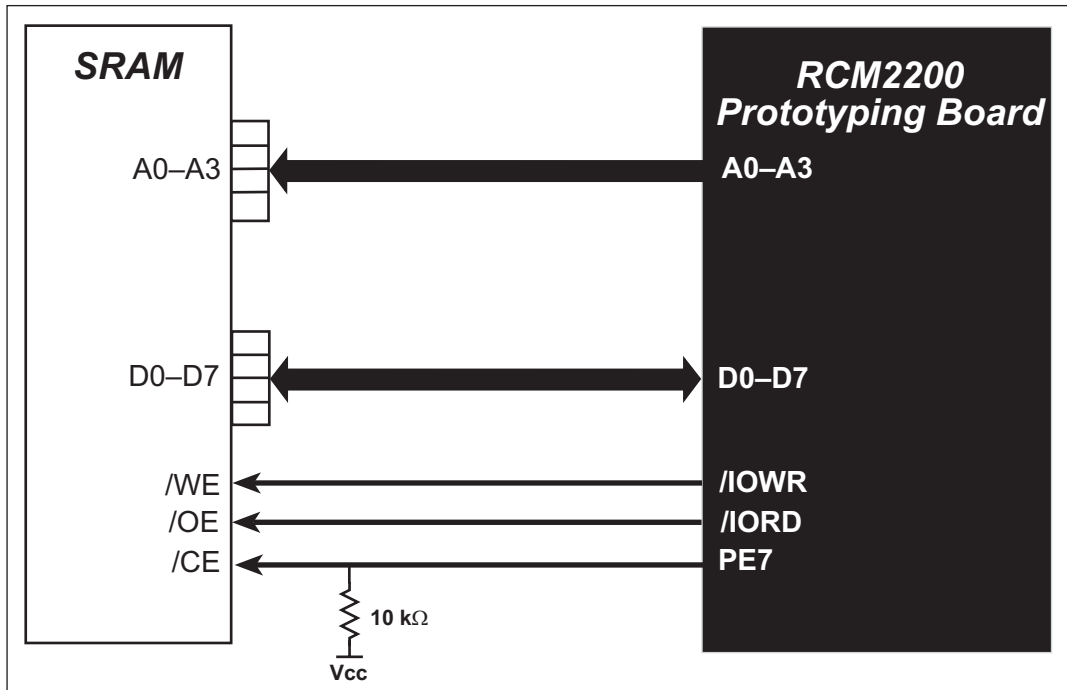 SRAM
RCM2200
Prototyping Board
A0–A3
A0–A3
D0–D7
D0–D7
/WE
/IOWR
/OE
/IORD
/CE
PE7
10 kΩ
Vcc